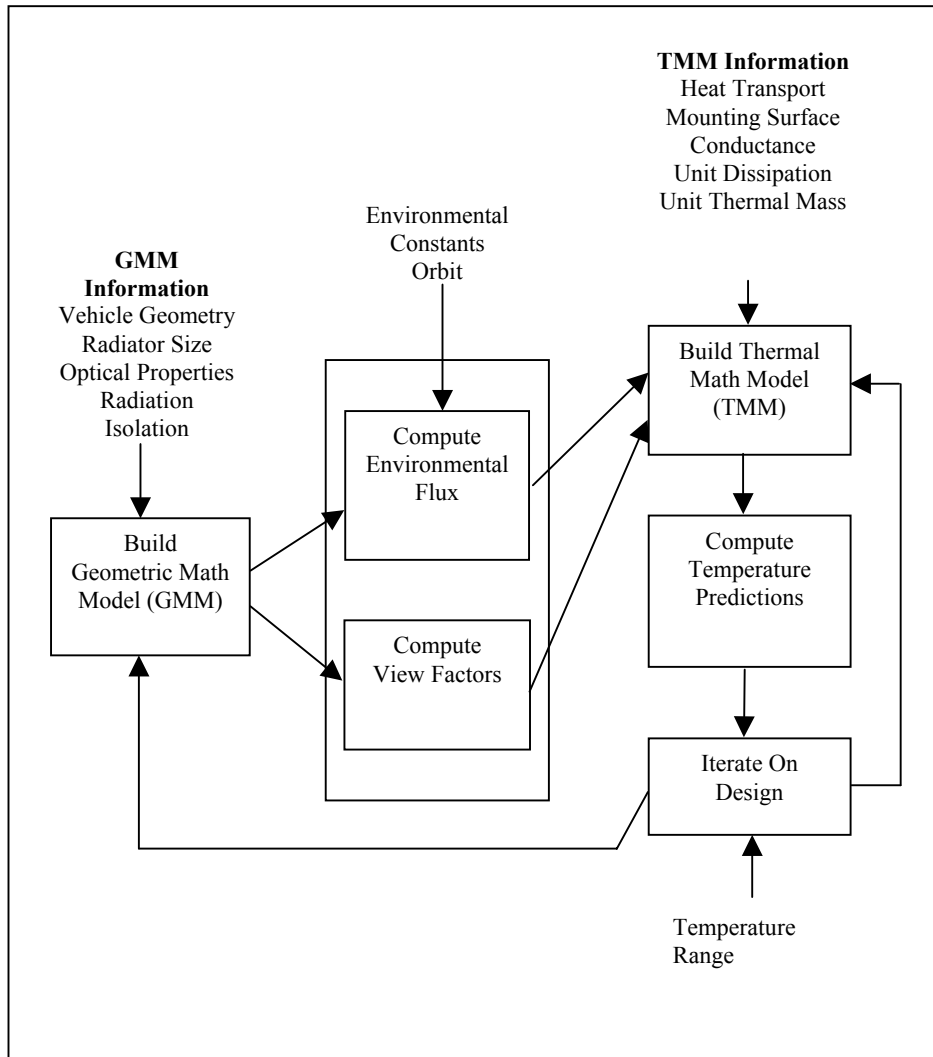 TMM Information
Heat Transport
Mounting Surface
Conductance
Unit Dissipation
Unit Thermal Mass
Environmental
Constants
Orbit
GMM
Information
Vehicle Geometry
Radiator Size
Optical Properties
Radiation
Isolation
Build Thermal
Math Model
(TMM)
Compute
Environmental
Flux
Build
Geometric Math
Model (GMM)
Compute
Temperature
Predictions
Compute
View Factors
Iterate On
Design
Temperature
Range